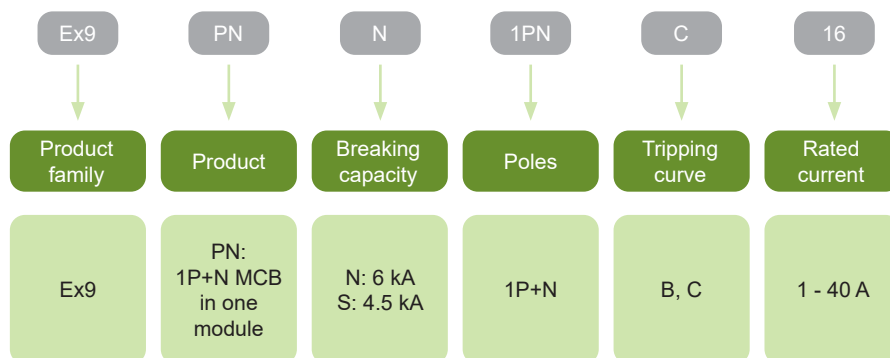 Ex9
PN
N
1PN
C
16
Product
family
Product
Breaking
capacity
Poles
Tripping
curve
Rated
current
Ex9
PN:
1P+N MCB
in one
module
N: 6 kA
S: 4.5 kA
1P+N
B, C
1 - 40 A